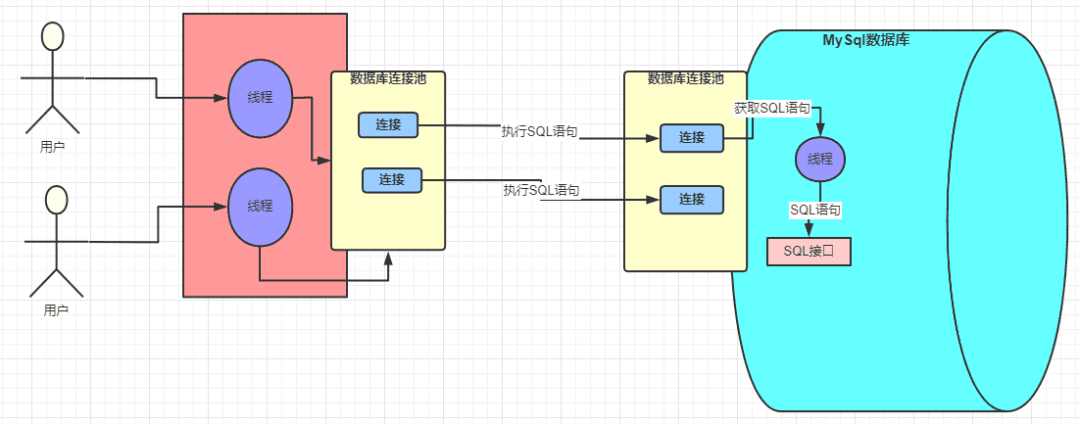 MySql数据库
数据库连接池
数据库连接池
线程
连接
执行SQL语句
连接
获取SQL语句
线程
用户
连接
执行SQL语句
连接
线程
SQL语句
SQL接口
用户